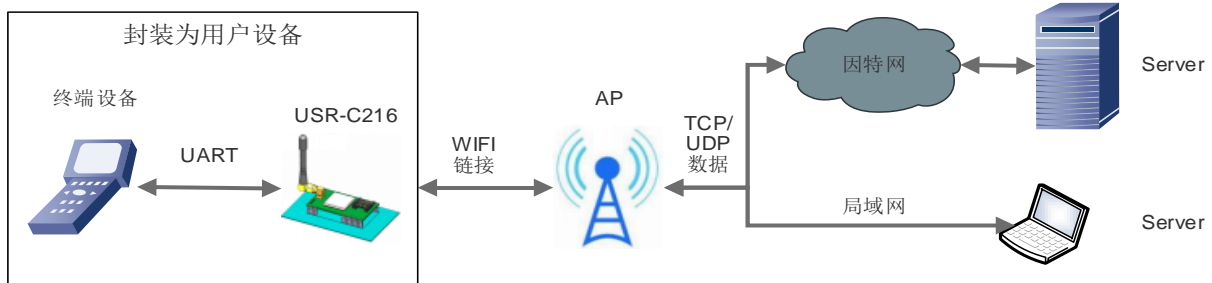 封装为用户设备
终端设备
USR-C216
UART
WIFI
链接
AP
TCP/
UDP
数据
因特网
Server
局域网
Server